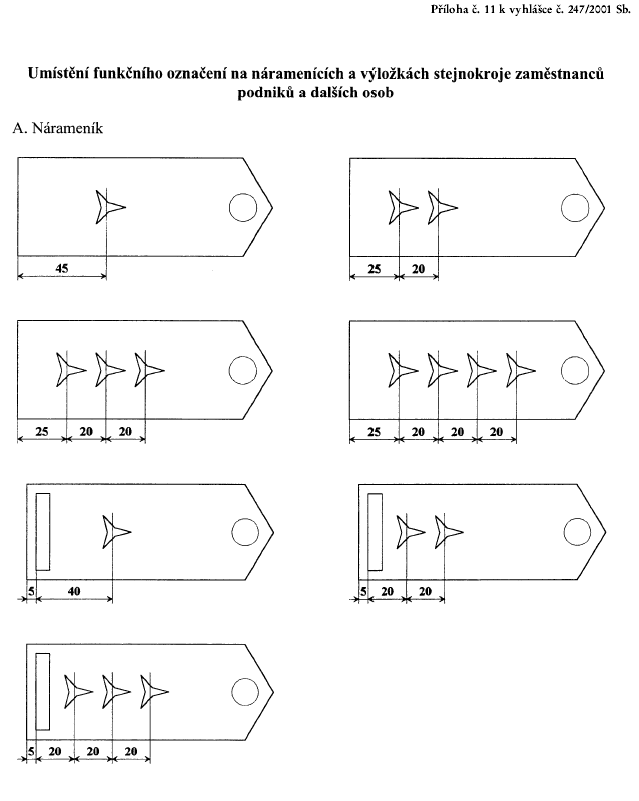 Příloha č. 11 k vyhlášce č. 247/2001 Sb.
Umístění funkčního označení na náramenících a výložkách stejnokroje zaměstnanců
podniků a dalších osob
A. Nárameník
45
25 20
25 20 20
25 20 20 20
5 40
5 20 20
5 20 20 20